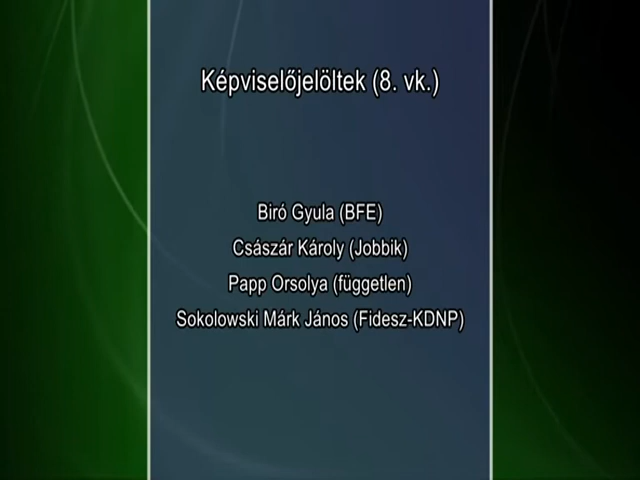 Képviselőjelöltek (8. vk.)
Biró Gyula (BFE)
Császár Károly (Jobbik)
Papp Orsolya (független)
Sokolowski Márk János (Fidesz-KDNP)